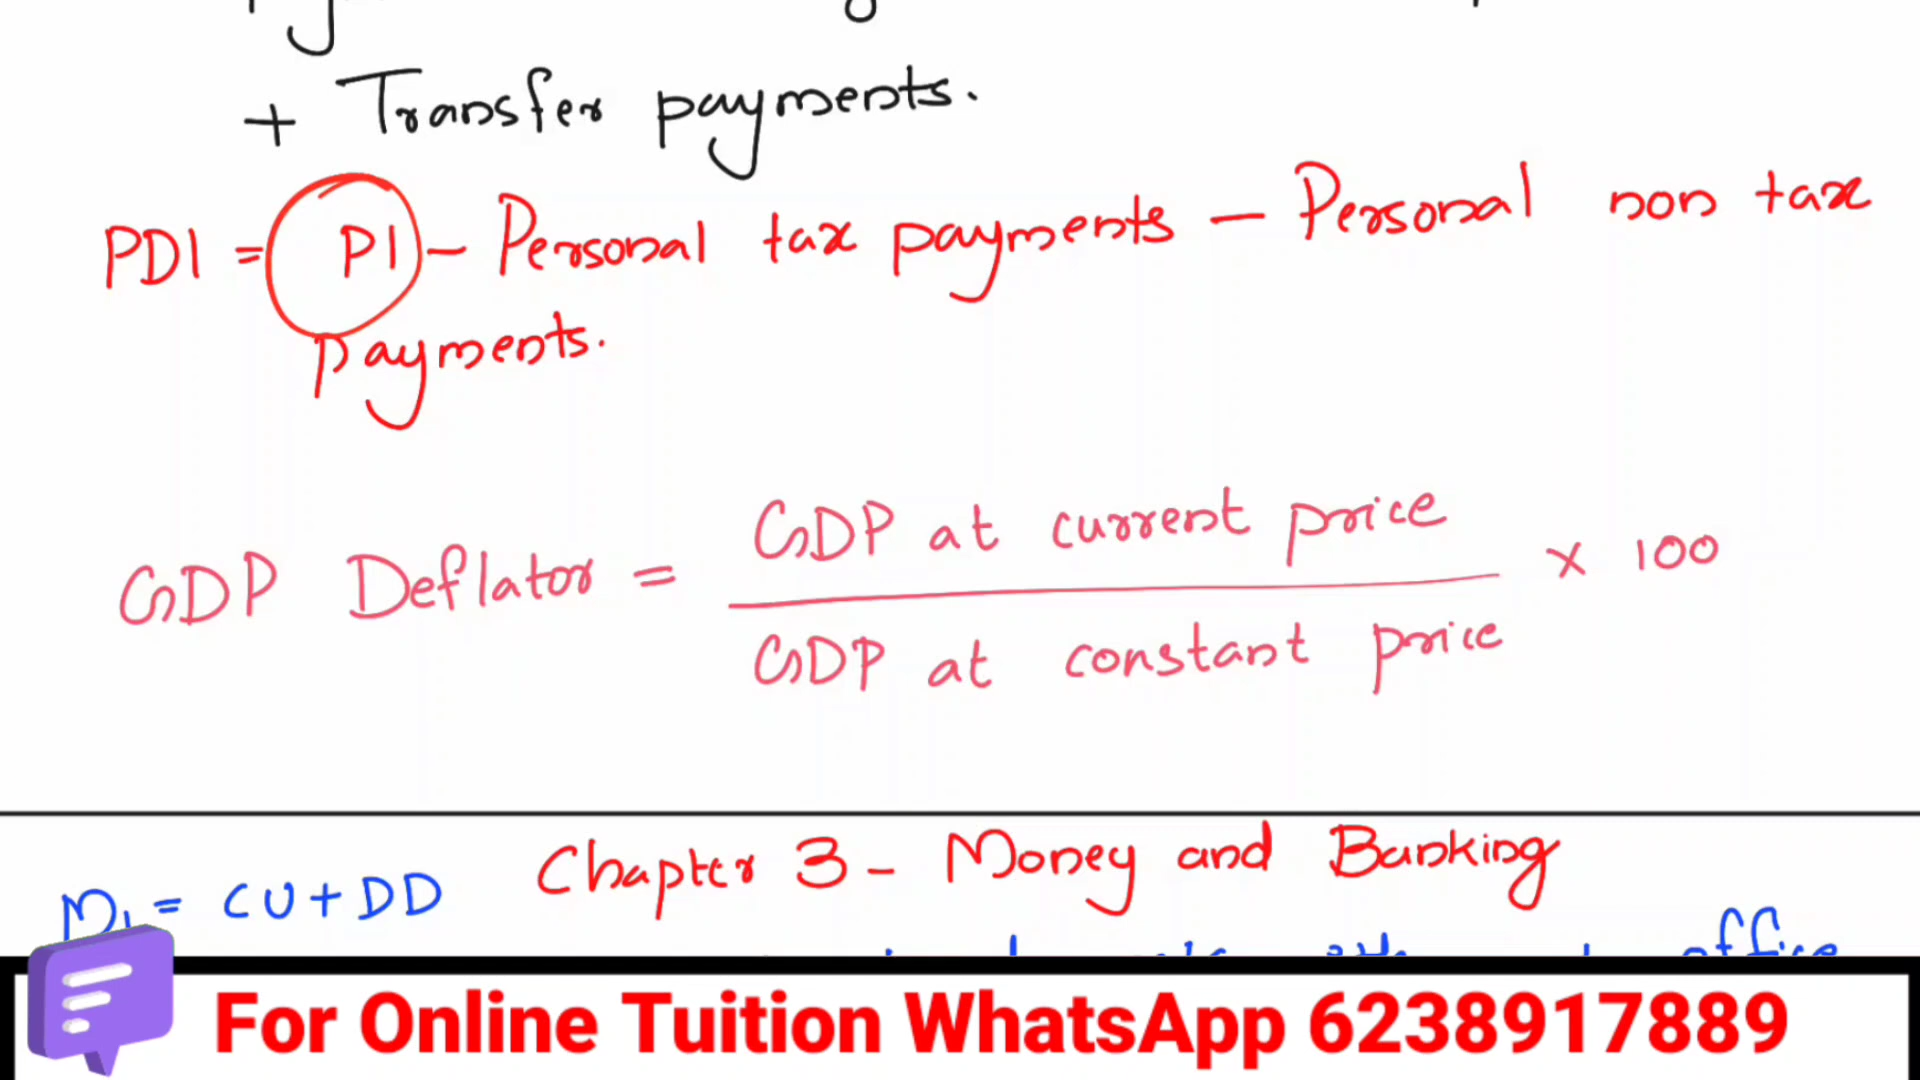 + Transfer payments.
PDI = PI – Personal tax payments – Personal non tax
payments.
GDP Deflator = GDP at current price / GDP at constant price × 100
Chapter 3 – Money and Banking
M1 = CU + DD
office
For Online Tuition WhatsApp 6238917889